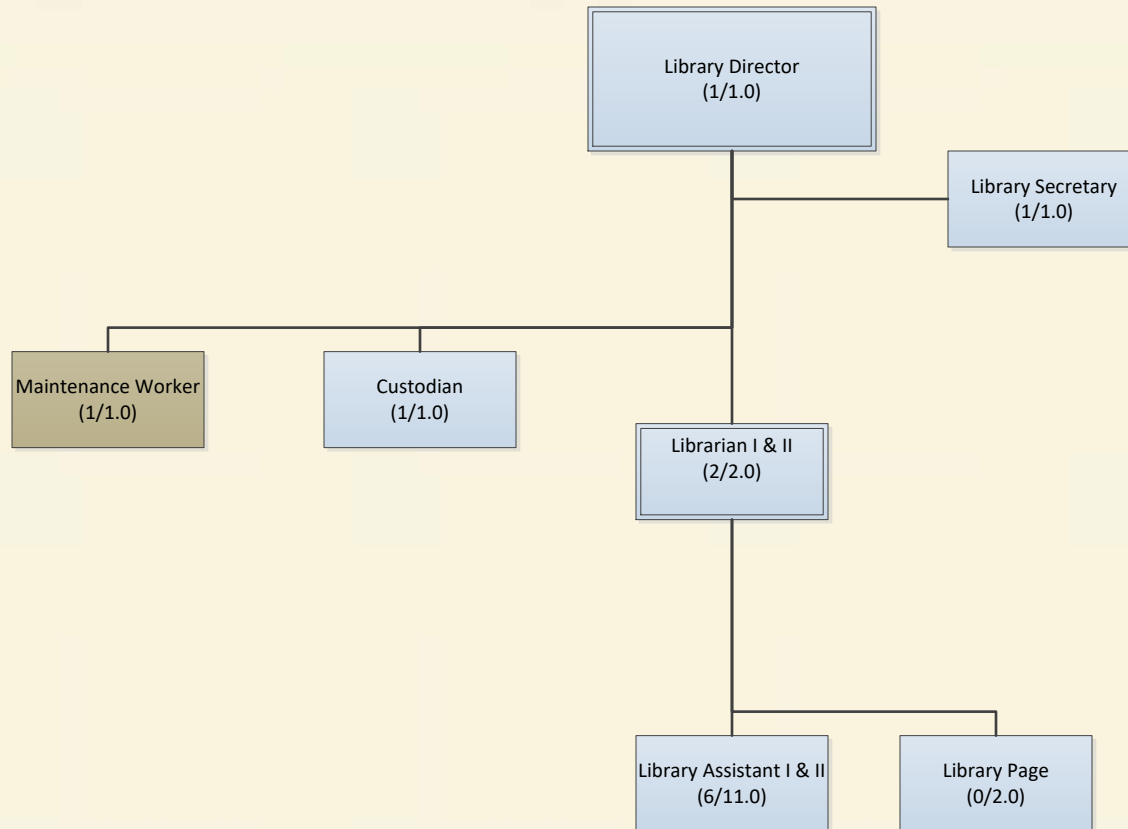 Library Director
(1/1.0)
Library Secretary
(1/1.0)
Maintenance Worker
(1/1.0)
Custodian
(1/1.0)
Librarian I & II
(2/2.0)
Library Assistant I & II
(6/11.0)
Library Page
(0/2.0)